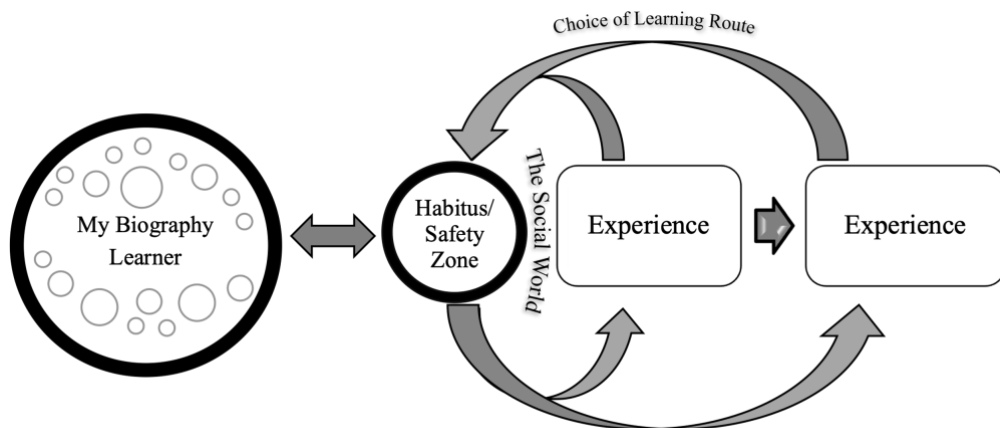 Choice of Learning Route
My Biography
Learner
Habitus/
Safety
Zone
The Social World
Experience
Experience